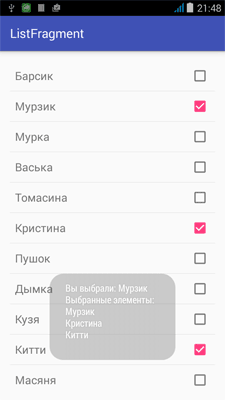 21:48
ListFragment
Барсик
Мурзик
Мурка
Васька
Томасина
Кристина
Пушок
Дымка
Вы выбрали: Мурзик
Выбранные элементы:
Мурзик
Кристина
Китти
Кузя
Китти
Масяня